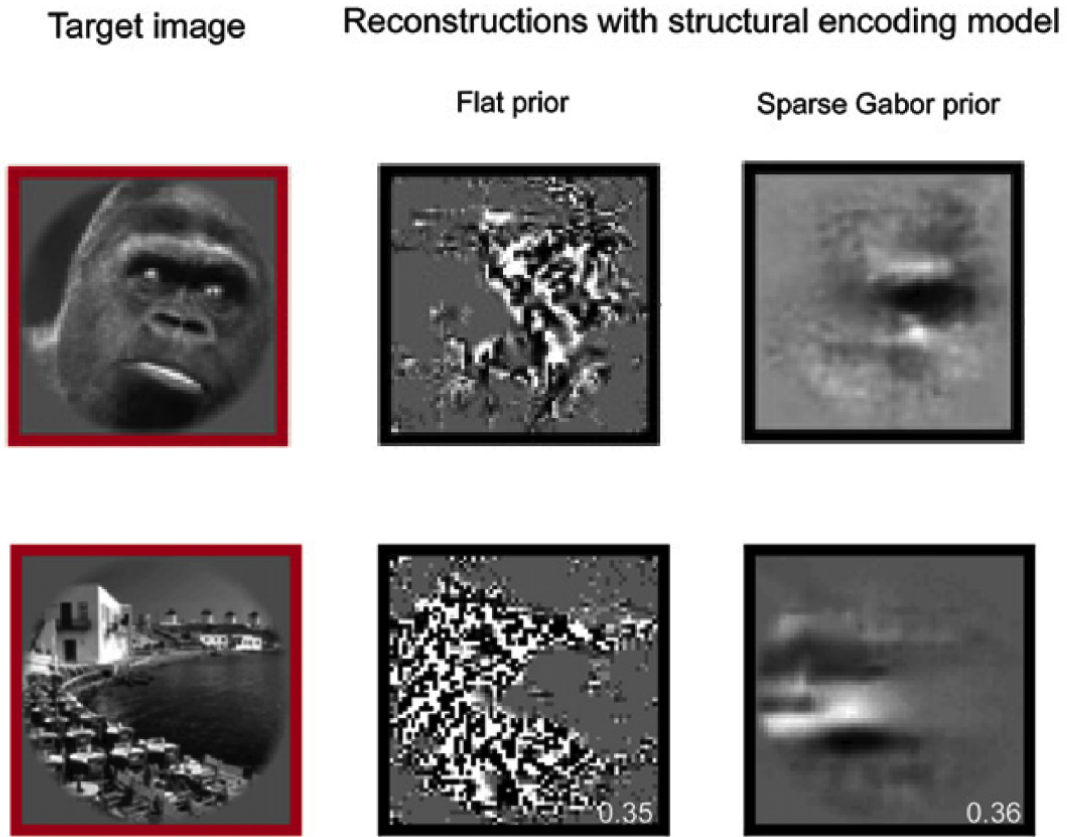 Target image
Reconstructions with structural encoding model
Flat prior
Sparse Gabor prior
0.35
0.36